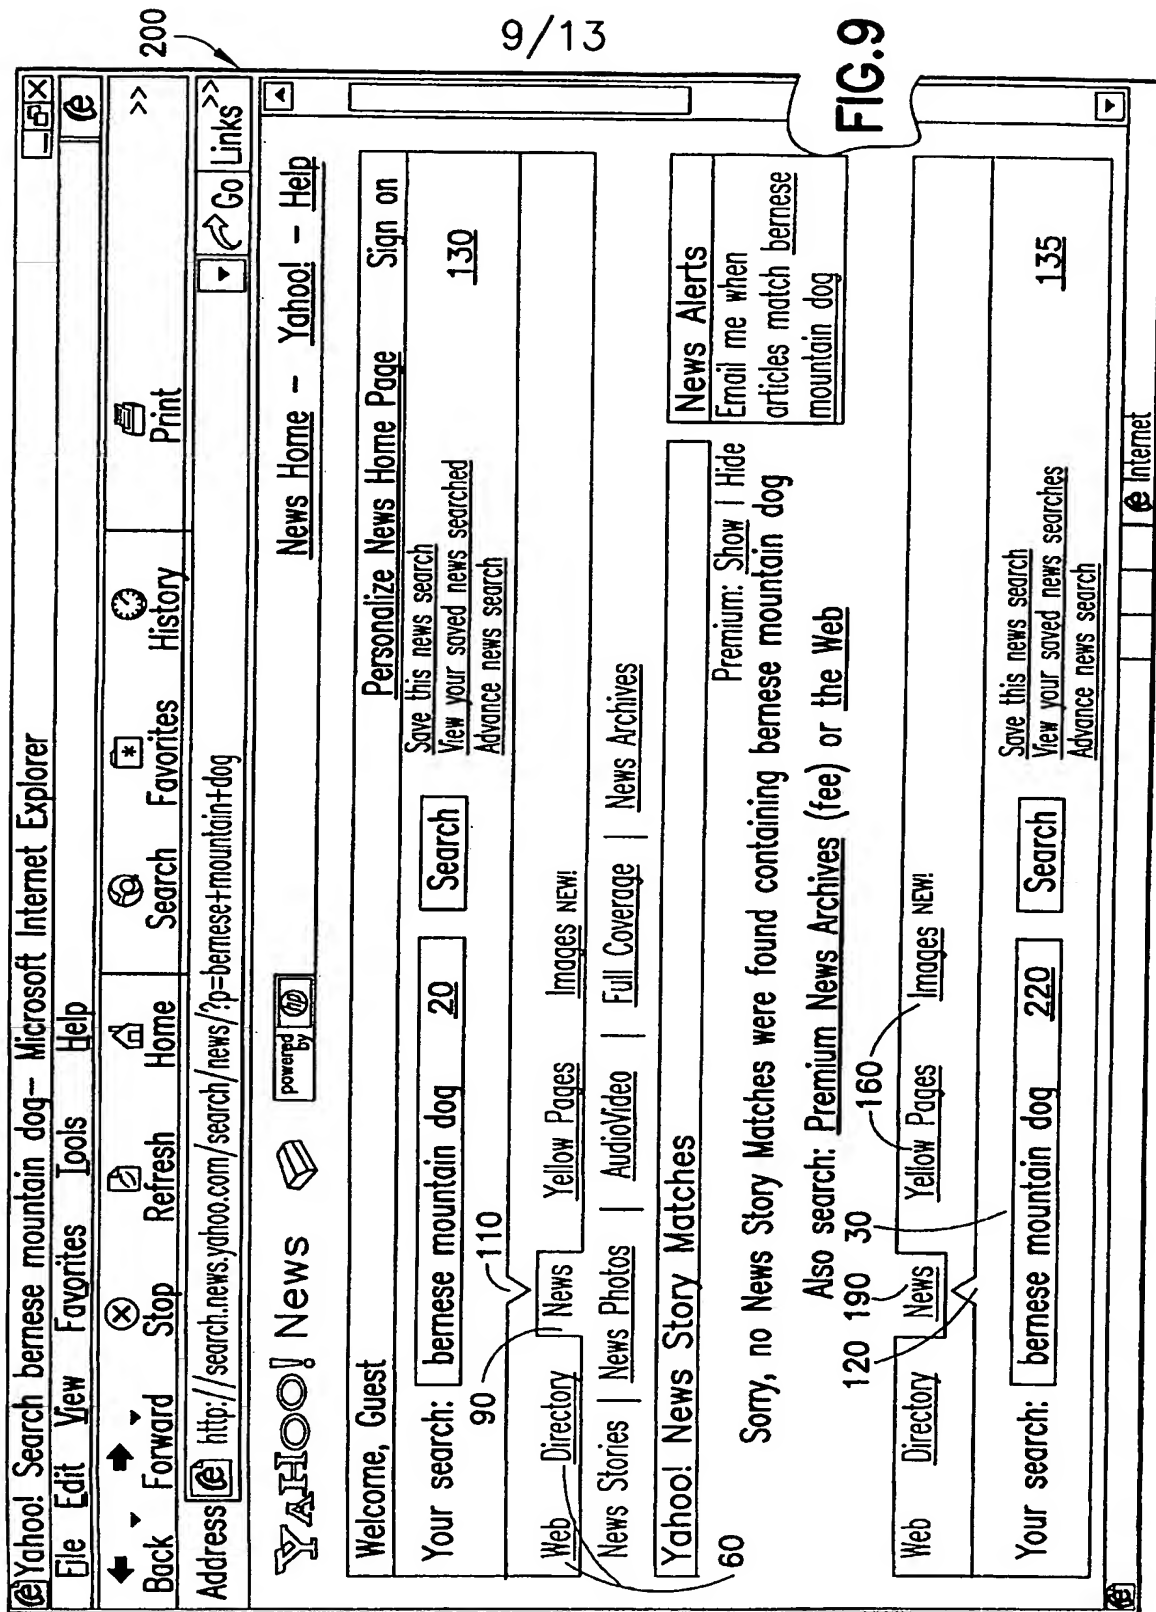 9/13
200
Yahoo! Search bernese mountain dog— Microsoft Internet Explorer
File Edit View Favorites Tools Help
Back Forward Stop Refresh Home Search Favorites History Print >>
Address http://search.news.yahoo.com/search/news/?p=bernese+mountain+dog Go Links >>
YAHOO! News powered by hp News Home — Yahoo! — Help
Welcome, Guest Personalize News Home Page Sign on
Your search: bernese mountain dog 20 Search
Save this news search
View your saved news searched
Advance news search
130
90 110
Web Directory News Yellow Pages Images NEW!
News Stories | News Photos | AudioVideo | Full Coverage | News Archives
60
Yahoo! News Story Matches
Premium: Show | Hide
News Alerts
Email me when
articles match bernese
mountain dog
Sorry, no News Story Matches were found containing bernese mountain dog
Also search: Premium News Archives (fee) or the Web
120 190 30 160
Web Directory News Yellow Pages Images NEW!
Your search: bernese mountain dog 220 Search
Save this news search
View your saved news searches
Advance news search
135
Internet
FIG.9